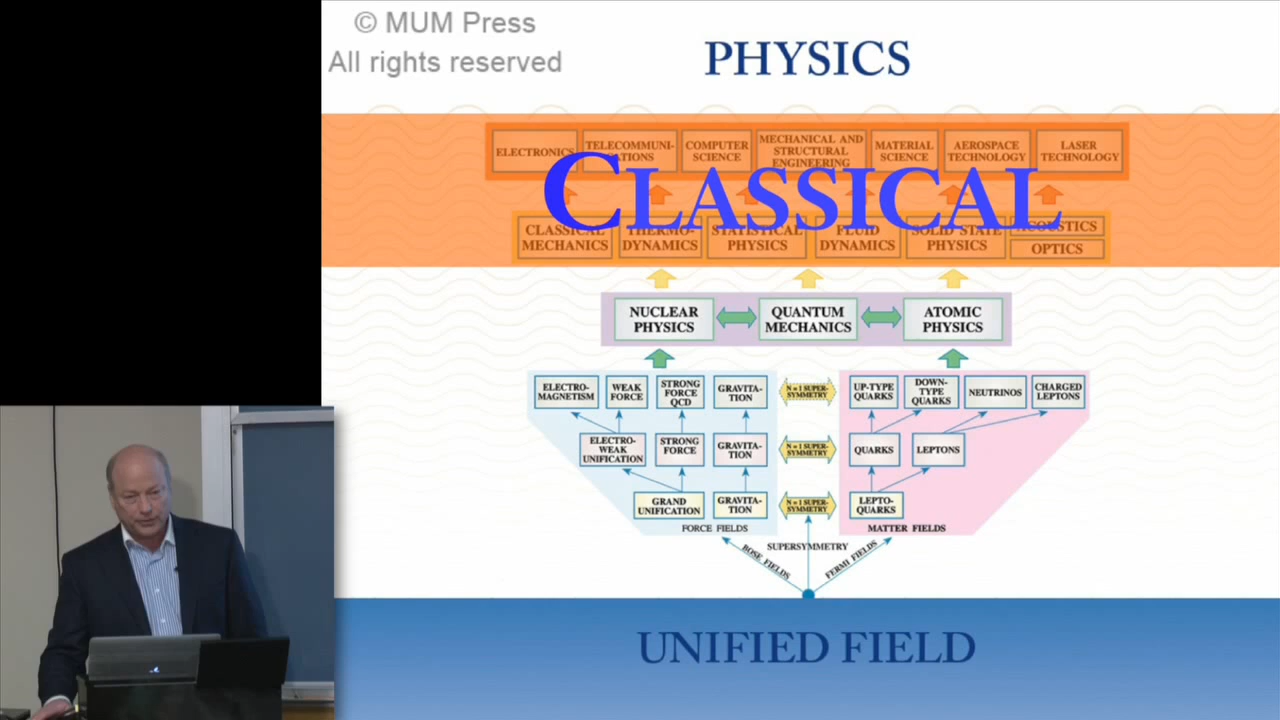 © MUM Press
All rights reserved
PHYSICS
ELECTRONICS
TELECOMMUNI-
CATIONS
COMPUTER
SCIENCE
MECHANICAL AND
STRUCTURAL
ENGINEERING
MATERIAL
SCIENCE
AEROSPACE
TECHNOLOGY
LASER
TECHNOLOGY
CLASSICAL
CLASSICAL
MECHANICS
THERMO-
DYNAMICS
STATISTICAL
PHYSICS
FLUID
DYNAMICS
SOLID STATE
PHYSICS
ACOUSTICS
OPTICS
NUCLEAR
PHYSICS
QUANTUM
MECHANICS
ATOMIC
PHYSICS
ELECTRO-
MAGNETISM
WEAK
FORCE
STRONG
FORCE
QCD
GRAVITA-
TION
N = 1 SUPER-
SYMMETRY
UP-TYPE
QUARKS
DOWN-
TYPE
QUARKS
NEUTRINOS
CHARGED
LEPTONS
ELECTRO-
WEAK
UNIFICATION
STRONG
FORCE
GRAVITA-
TION
N = 1 SUPER-
SYMMETRY
QUARKS
LEPTONS
GRAND
UNIFICATION
GRAVITA-
TION
N = 1 SUPER-
SYMMETRY
LEPTO-
QUARKS
FORCE FIELDS
MATTER FIELDS
SUPERSYMMETRY
BOSE FIELDS
FERMI FIELDS
UNIFIED FIELD